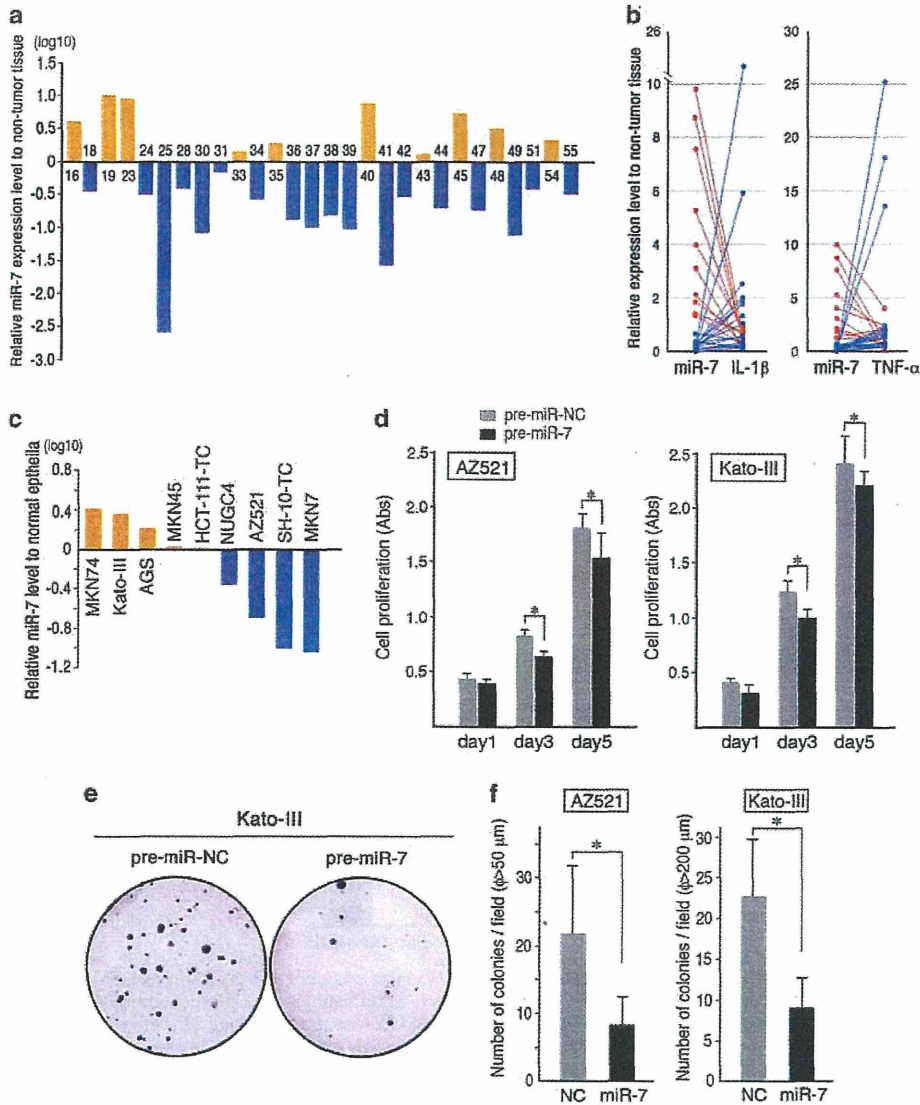 a
(log10)
Relative miR-7 expression level to non-tumor tissue
1.5
1.0
0.5
0
-0.5
-1.0
-1.5
-2.0
-2.5
-3.0
18 24 25 28 30 31 34 36 37 38 39 41 42 44 47 49 51 55
16 19 23 33 35 40 43 45 48 54
b
Relative expression level to non-tumor tissue
26
10
8
6
4
2
0
miR-7 IL-1β
30
25
20
15
10
5
0
miR-7 TNF-α
c
(log10)
Relative miR-7 level to normal epthelia
0.8
0.4
0
-0.4
-0.8
-1.2
MKN74
Kato-III
AGS
MKN45
HCT-111-TC
NUGC4
AZ521
SH-10-TC
MKN7
d
pre-miR-NC
pre-miR-7
AZ521
Cell proliferation (Abs)
2.5
2.0
1.5
1.0
0.5
*
*
day1 day3 day5
Kato-III
Cell proliferation (Abs)
2.5
2.0
1.5
1.0
0.5
*
*
day1 day3 day5
e
Kato-III
pre-miR-NC pre-miR-7
f
AZ521
Number of colonies / field (ϕ>50 μm)
30
20
10
0
*
NC miR-7
Kato-III
Number of colonies / field (ϕ>200 μm)
30
25
20
15
10
5
0
*
NC miR-7